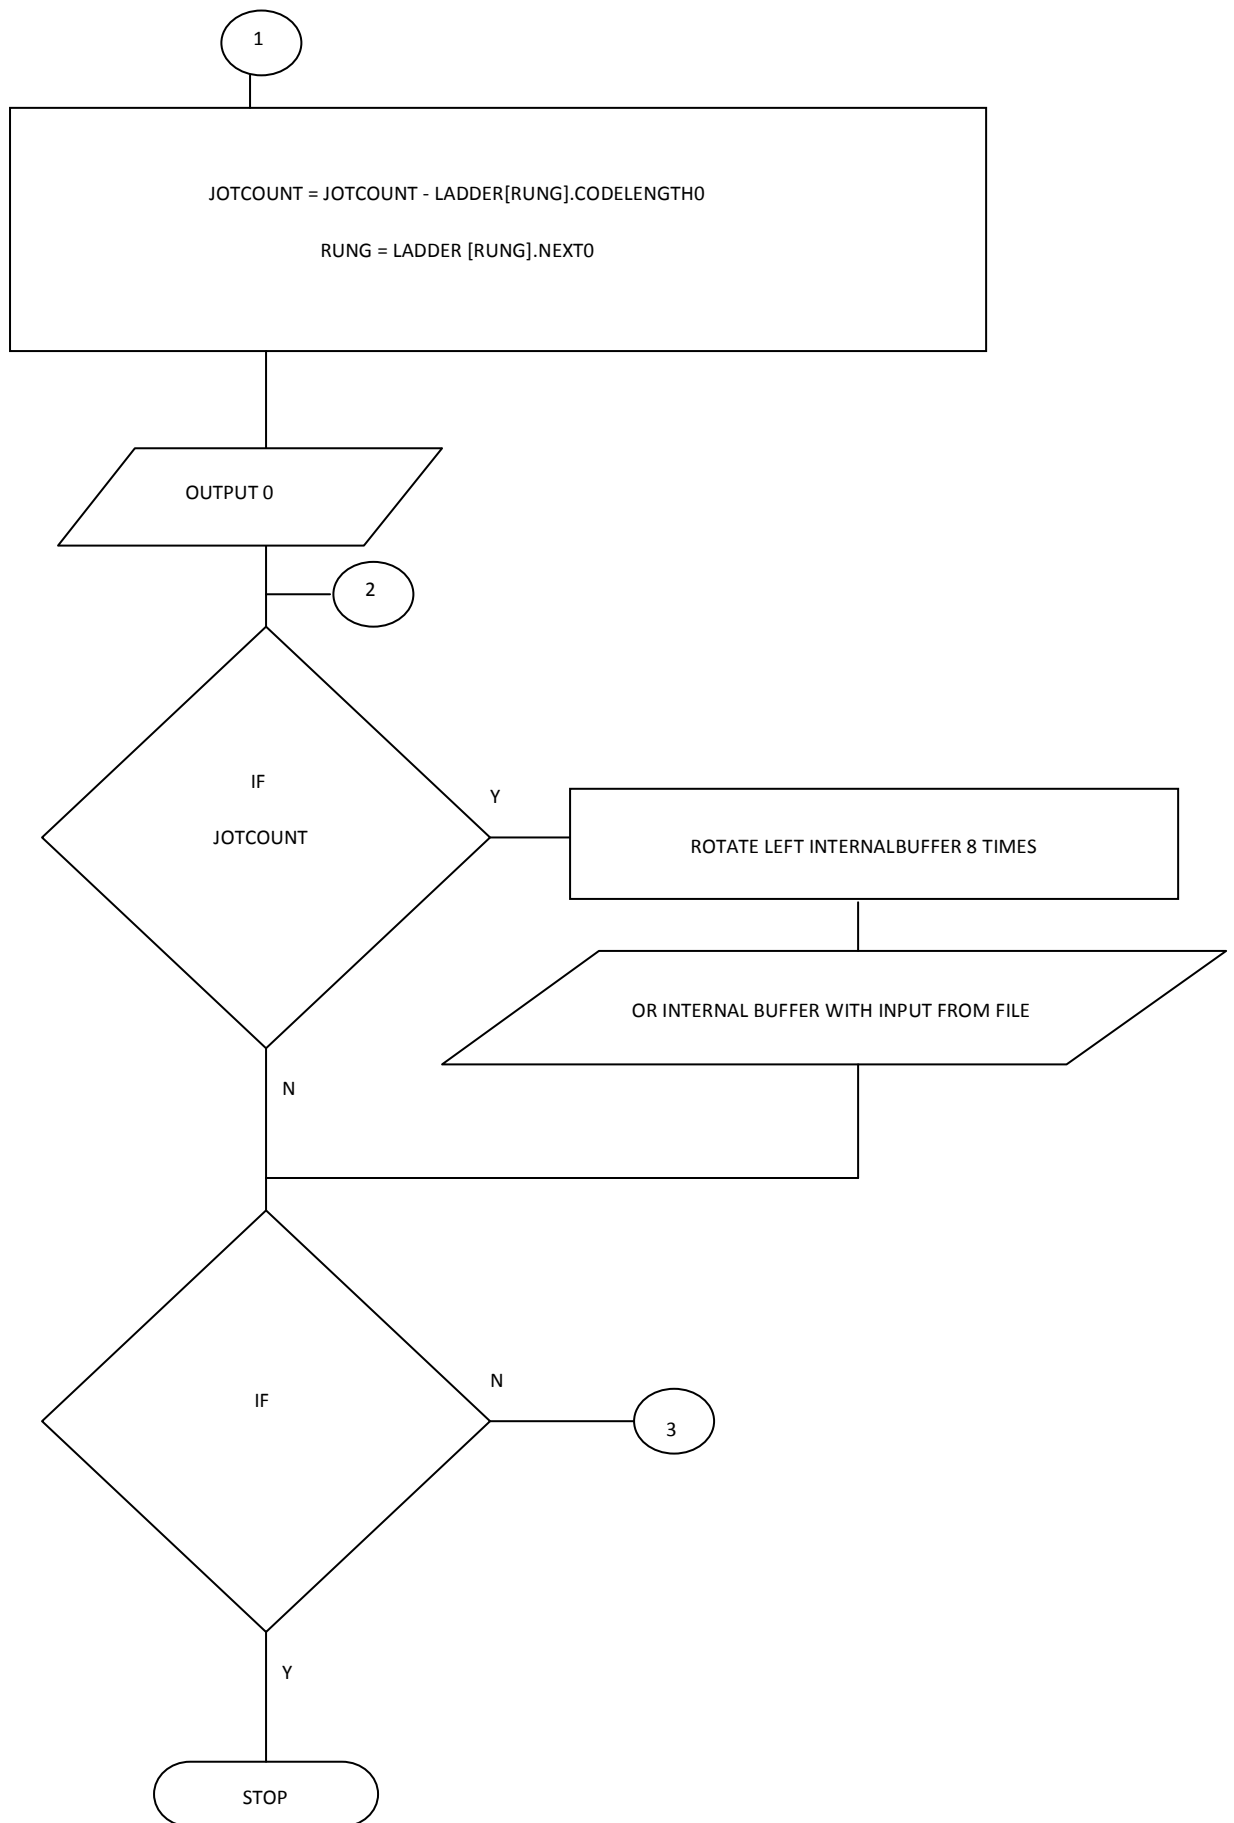 1
JOTCOUNT = JOTCOUNT - LADDER[RUNG].CODELENGTH0
RUNG = LADDER [RUNG].NEXT0
OUTPUT 0
2
IF
JOTCOUNT
Y
ROTATE LEFT INTERNALBUFFER 8 TIMES
OR INTERNAL BUFFER WITH INPUT FROM FILE
N
IF
N
3
Y
STOP